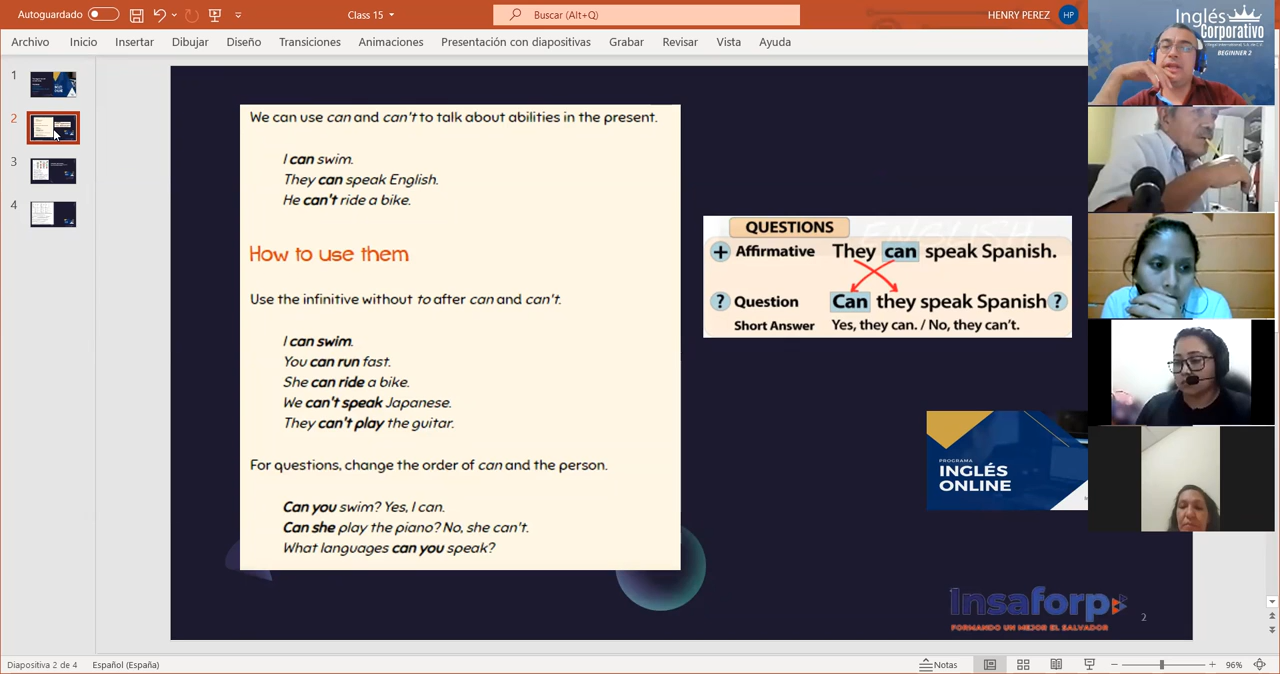 Autoguardado
Class 15
Buscar (Alt+Q)
HENRY PEREZ
HP
Archivo
Inicio
Insertar
Dibujar
Diseño
Transiciones
Animaciones
Presentación con diapositivas
Grabar
Revisar
Vista
Ayuda
1
2
3
4
We can use can and can't to talk about abilities in the present.
I can swim.
They can speak English.
He can't ride a bike.
How to use them
Use the infinitive without to after can and can't.
I can swim.
You can run fast.
She can ride a bike.
We can't speak Japanese.
They can't play the guitar.
For questions, change the order of can and the person.
Can you swim? Yes, I can.
Can she play the piano? No, she can't.
What languages can you speak?
QUESTIONS
+ Affirmative They can speak Spanish.
? Question Can they speak Spanish ?
Short Answer Yes, they can. / No, they can't.
PROGRAMA
INGLÉS
ONLINE
Insaforp
FORMANDO UN MEJOR EL SALVADOR
2
Inglés
Corporativo
BEGINNER 2
Diapositiva 2 de 4
Español (España)
Notas
96%